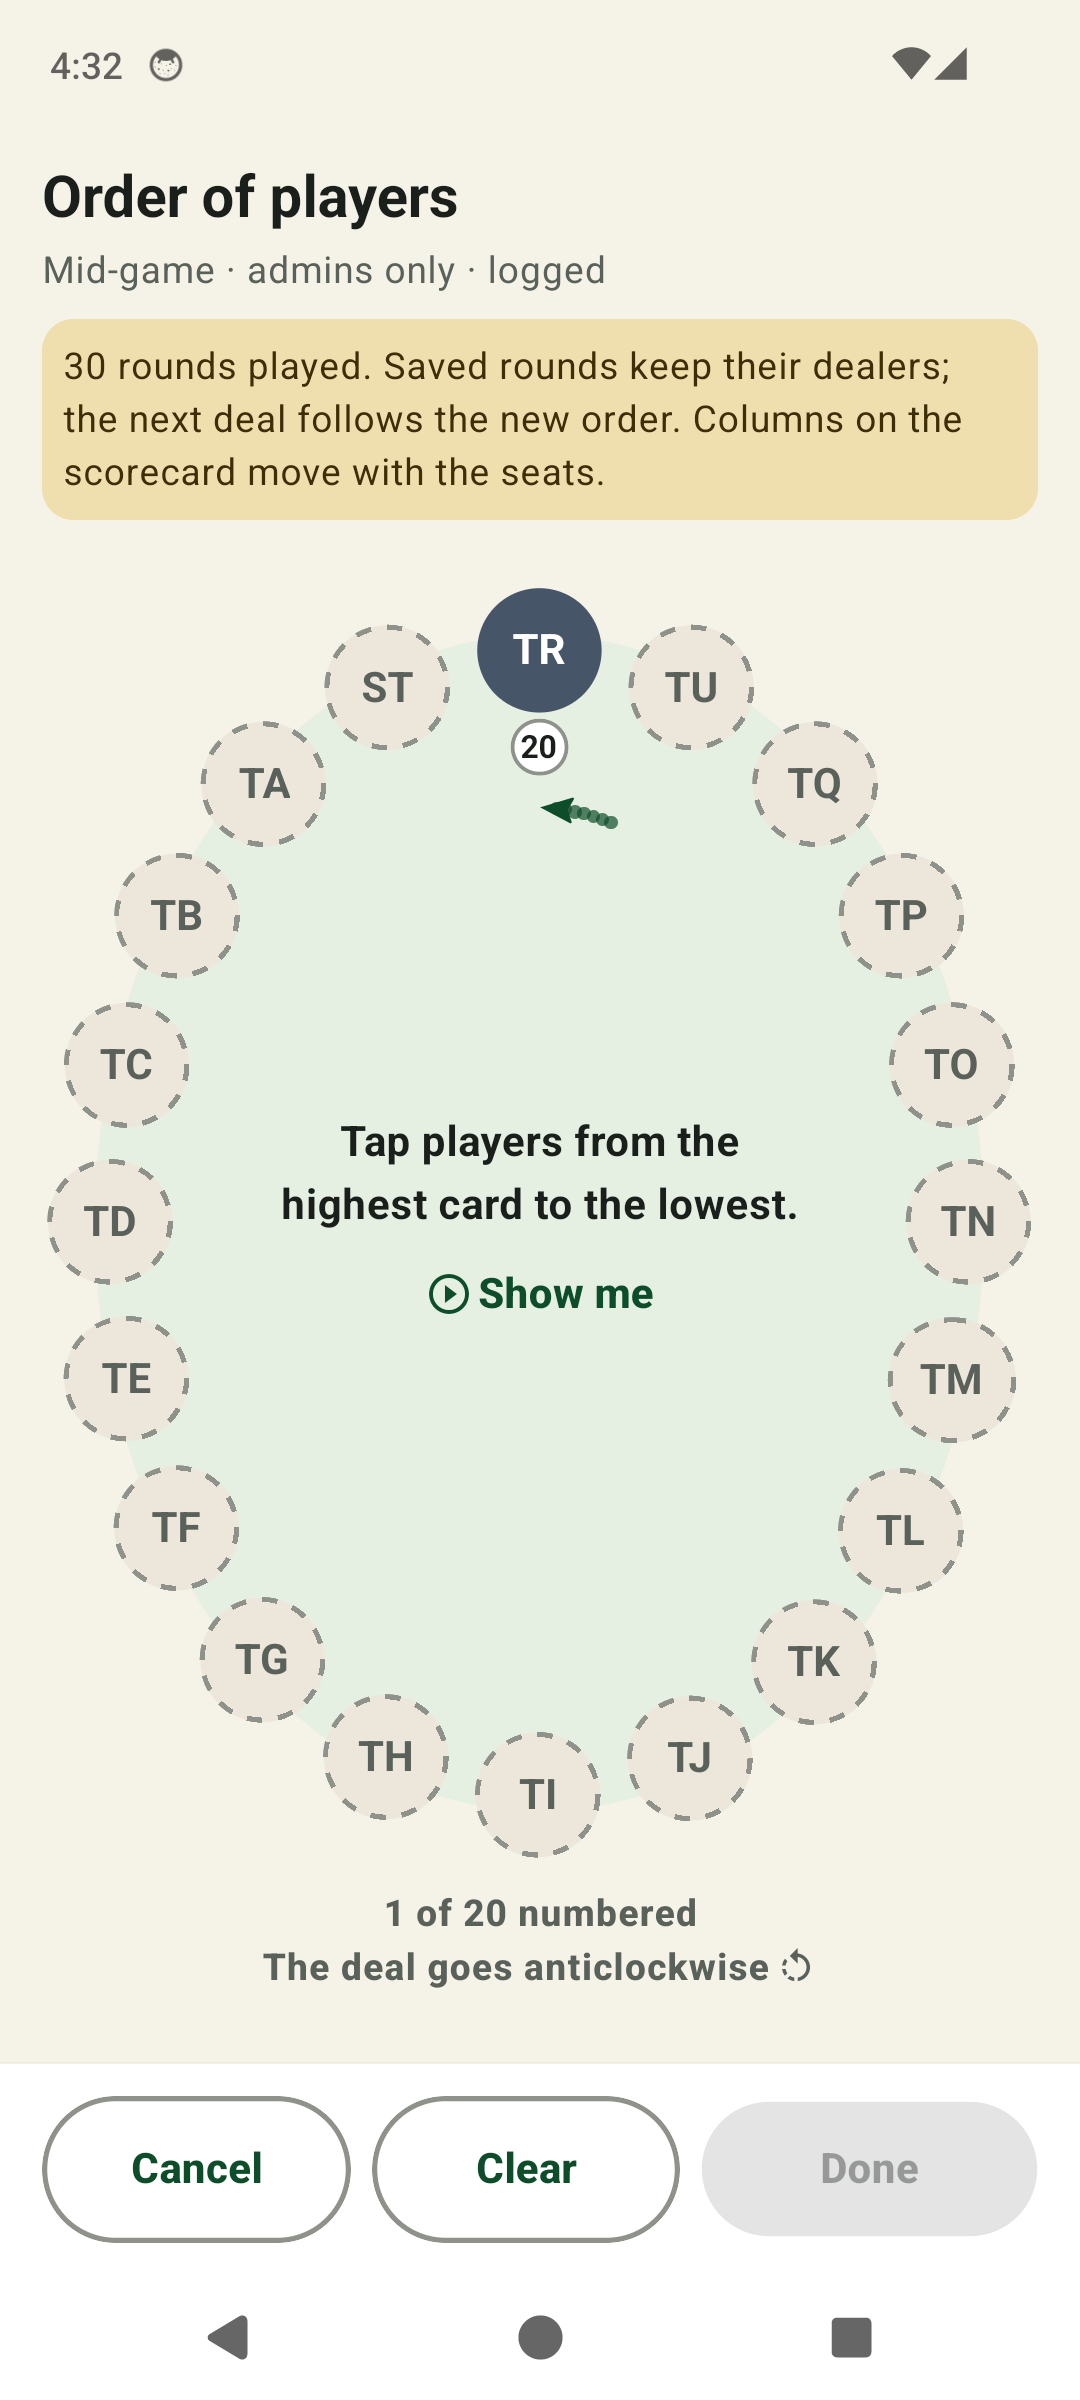 4:32
Order of players
Mid-game · admins only · logged
30 rounds played. Saved rounds keep their dealers;
the next deal follows the new order. Columns on the
scorecard move with the seats.
TR
ST
TU
20
TA
TQ
TB
TP
TC
TO
Tap players from the
highest card to the lowest.
TD
TN
Show me
TE
TM
TF
TL
TG
TK
TH
TJ
TI
1 of 20 numbered
The deal goes anticlockwise
Cancel
Clear
Done